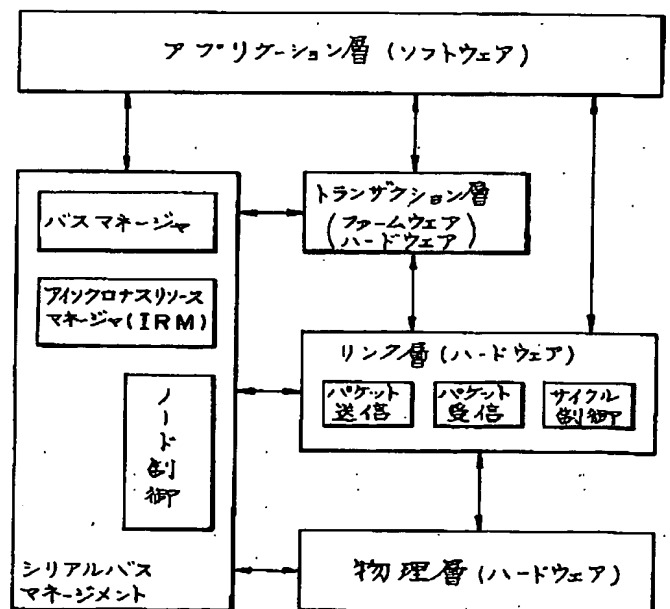 アプリケーション層(ソフトウェア)
バスマネージャ
アイソクロナスリソース
マネージャ(IRM)
ノード制御
シリアルバス
マネージメント
トランザクション層
(ファームウェア
ハードウェア)
リンク層(ハードウェア)
パケット
送信
パケット
受信
サイクル
制御
物理層(ハードウェア)